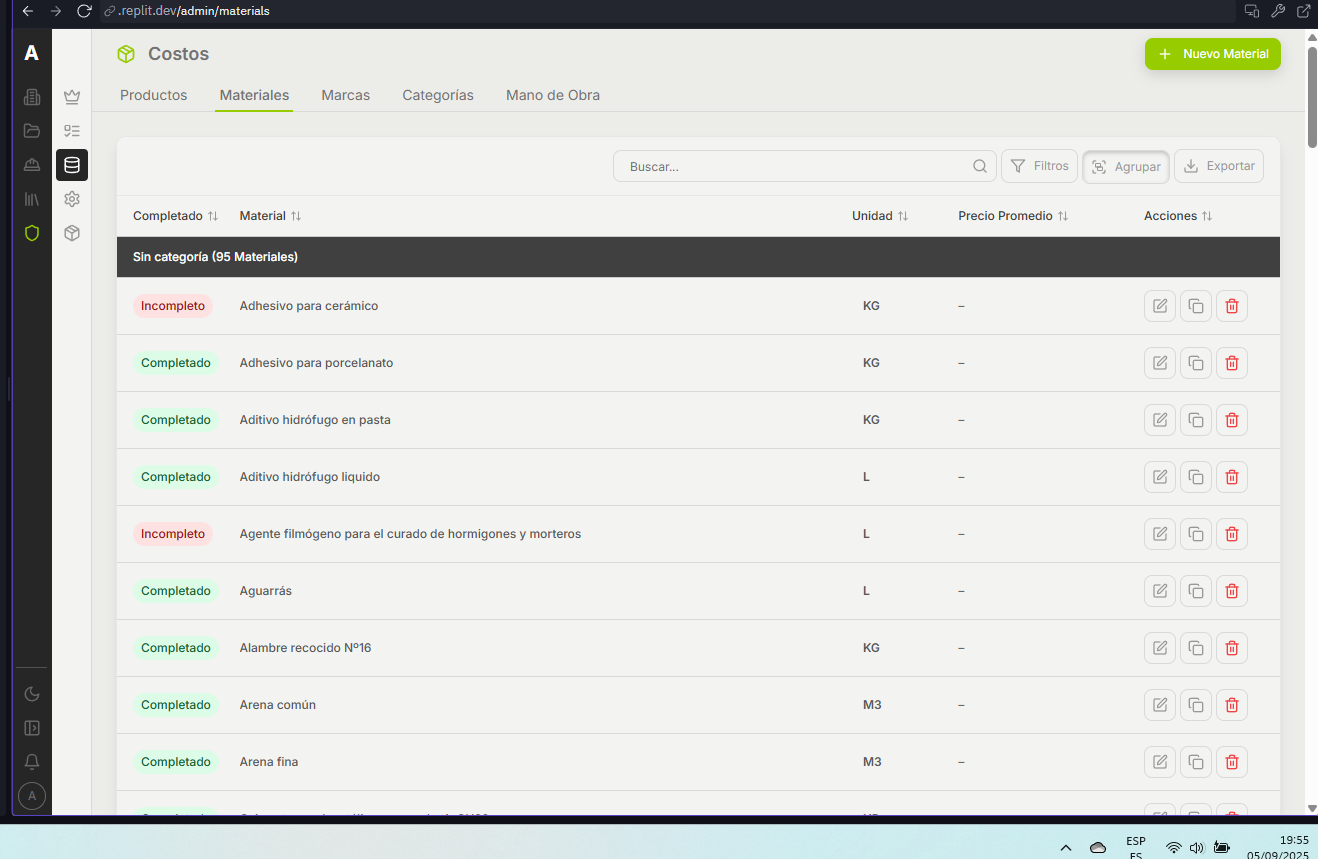 .replit.dev/admin/materials
A
Costos
Nuevo Material
Productos Materiales Marcas Categorías Mano de Obra
Buscar... Filtros Agrupar Exportar
Completado Material Unidad Precio Promedio Acciones
Sin categoría (95 Materiales)
Incompleto Adhesivo para cerámico KG –
Completado Adhesivo para porcelanato KG –
Completado Aditivo hidrófugo en pasta KG –
Completado Aditivo hidrófugo liquido L –
Incompleto Agente filmógeno para el curado de hormigones y morteros L –
Completado Aguarrás L –
Completado Alambre recocido Nº16 KG –
Completado Arena común M3 –
Completado Arena fina M3 –
A
ESP
ES
19:55
05/09/2025